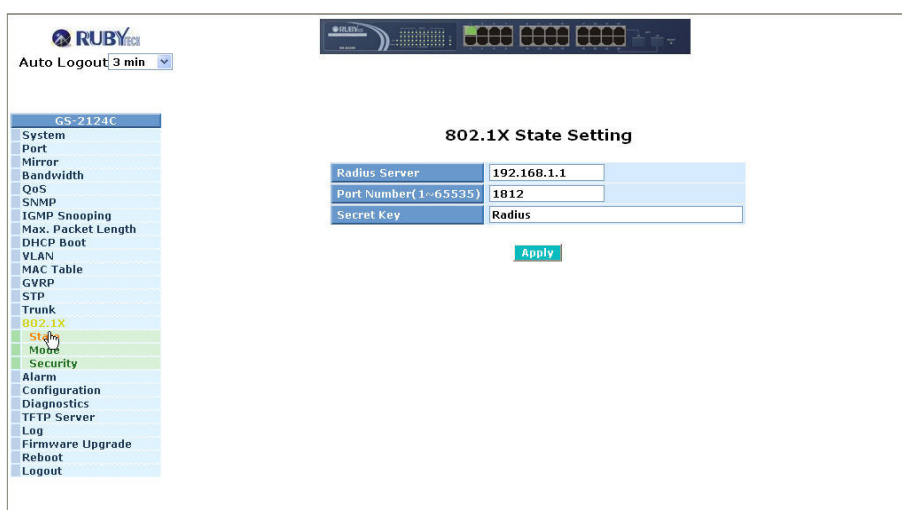 RUBYTECH
Auto Logout 3 min
GS-2124C
System
Port
Mirror
Bandwidth
QoS
SNMP
IGMP Snooping
Max. Packet Length
DHCP Boot
VLAN
MAC Table
GVRP
STP
Trunk
802.1X
State
Mode
Security
Alarm
Configuration
Diagnostics
TFTP Server
Log
Firmware Upgrade
Reboot
Logout
802.1X State Setting
Radius Server 192.168.1.1
Port Number(1~65535) 1812
Secret Key Radius
Apply